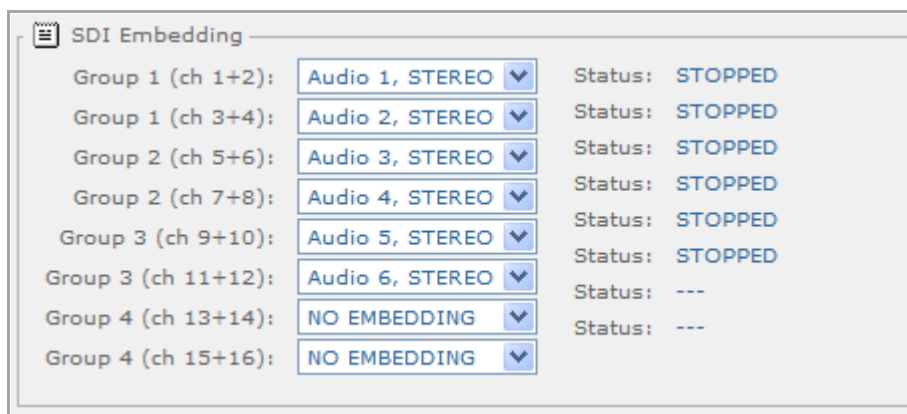 SDI Embedding
Group 1 (ch 1+2): Audio 1, STEREO Status: STOPPED
Group 1 (ch 3+4): Audio 2, STEREO Status: STOPPED
Group 2 (ch 5+6): Audio 3, STEREO Status: STOPPED
Group 2 (ch 7+8): Audio 4, STEREO Status: STOPPED
Group 3 (ch 9+10): Audio 5, STEREO Status: STOPPED
Group 3 (ch 11+12): Audio 6, STEREO Status: STOPPED
Group 4 (ch 13+14): NO EMBEDDING Status: ---
Group 4 (ch 15+16): NO EMBEDDING Status: ---